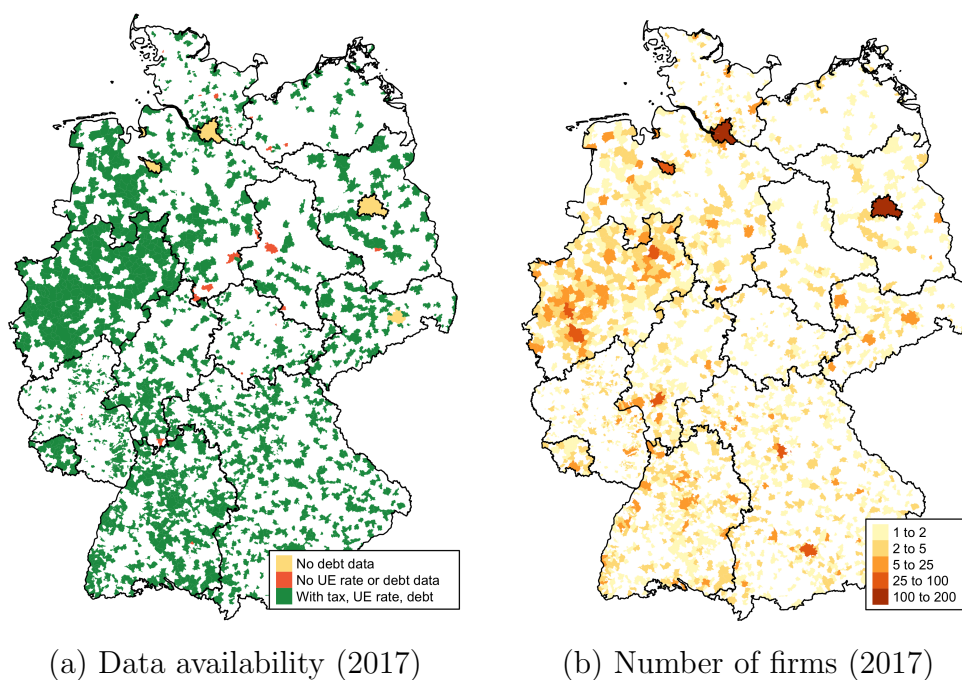 No debt data
No UE rate or debt data
With tax, UE rate, debt
1 to 2
2 to 5
5 to 25
25 to 100
100 to 200
(a) Data availability (2017)
(b) Number of firms (2017)